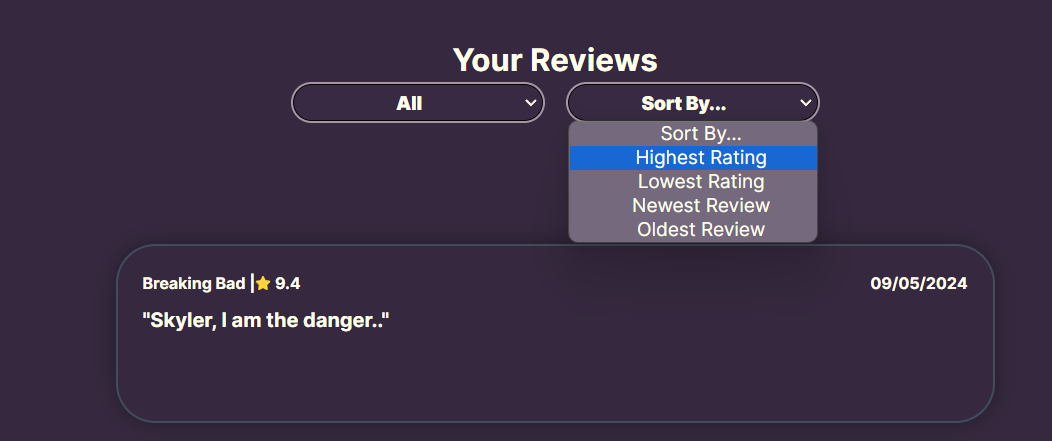 Your Reviews
All
Sort By...
Sort By...
Highest Rating
Lowest Rating
Newest Review
Oldest Review
Breaking Bad |⭐ 9.4
09/05/2024
"Skyler, I am the danger.."